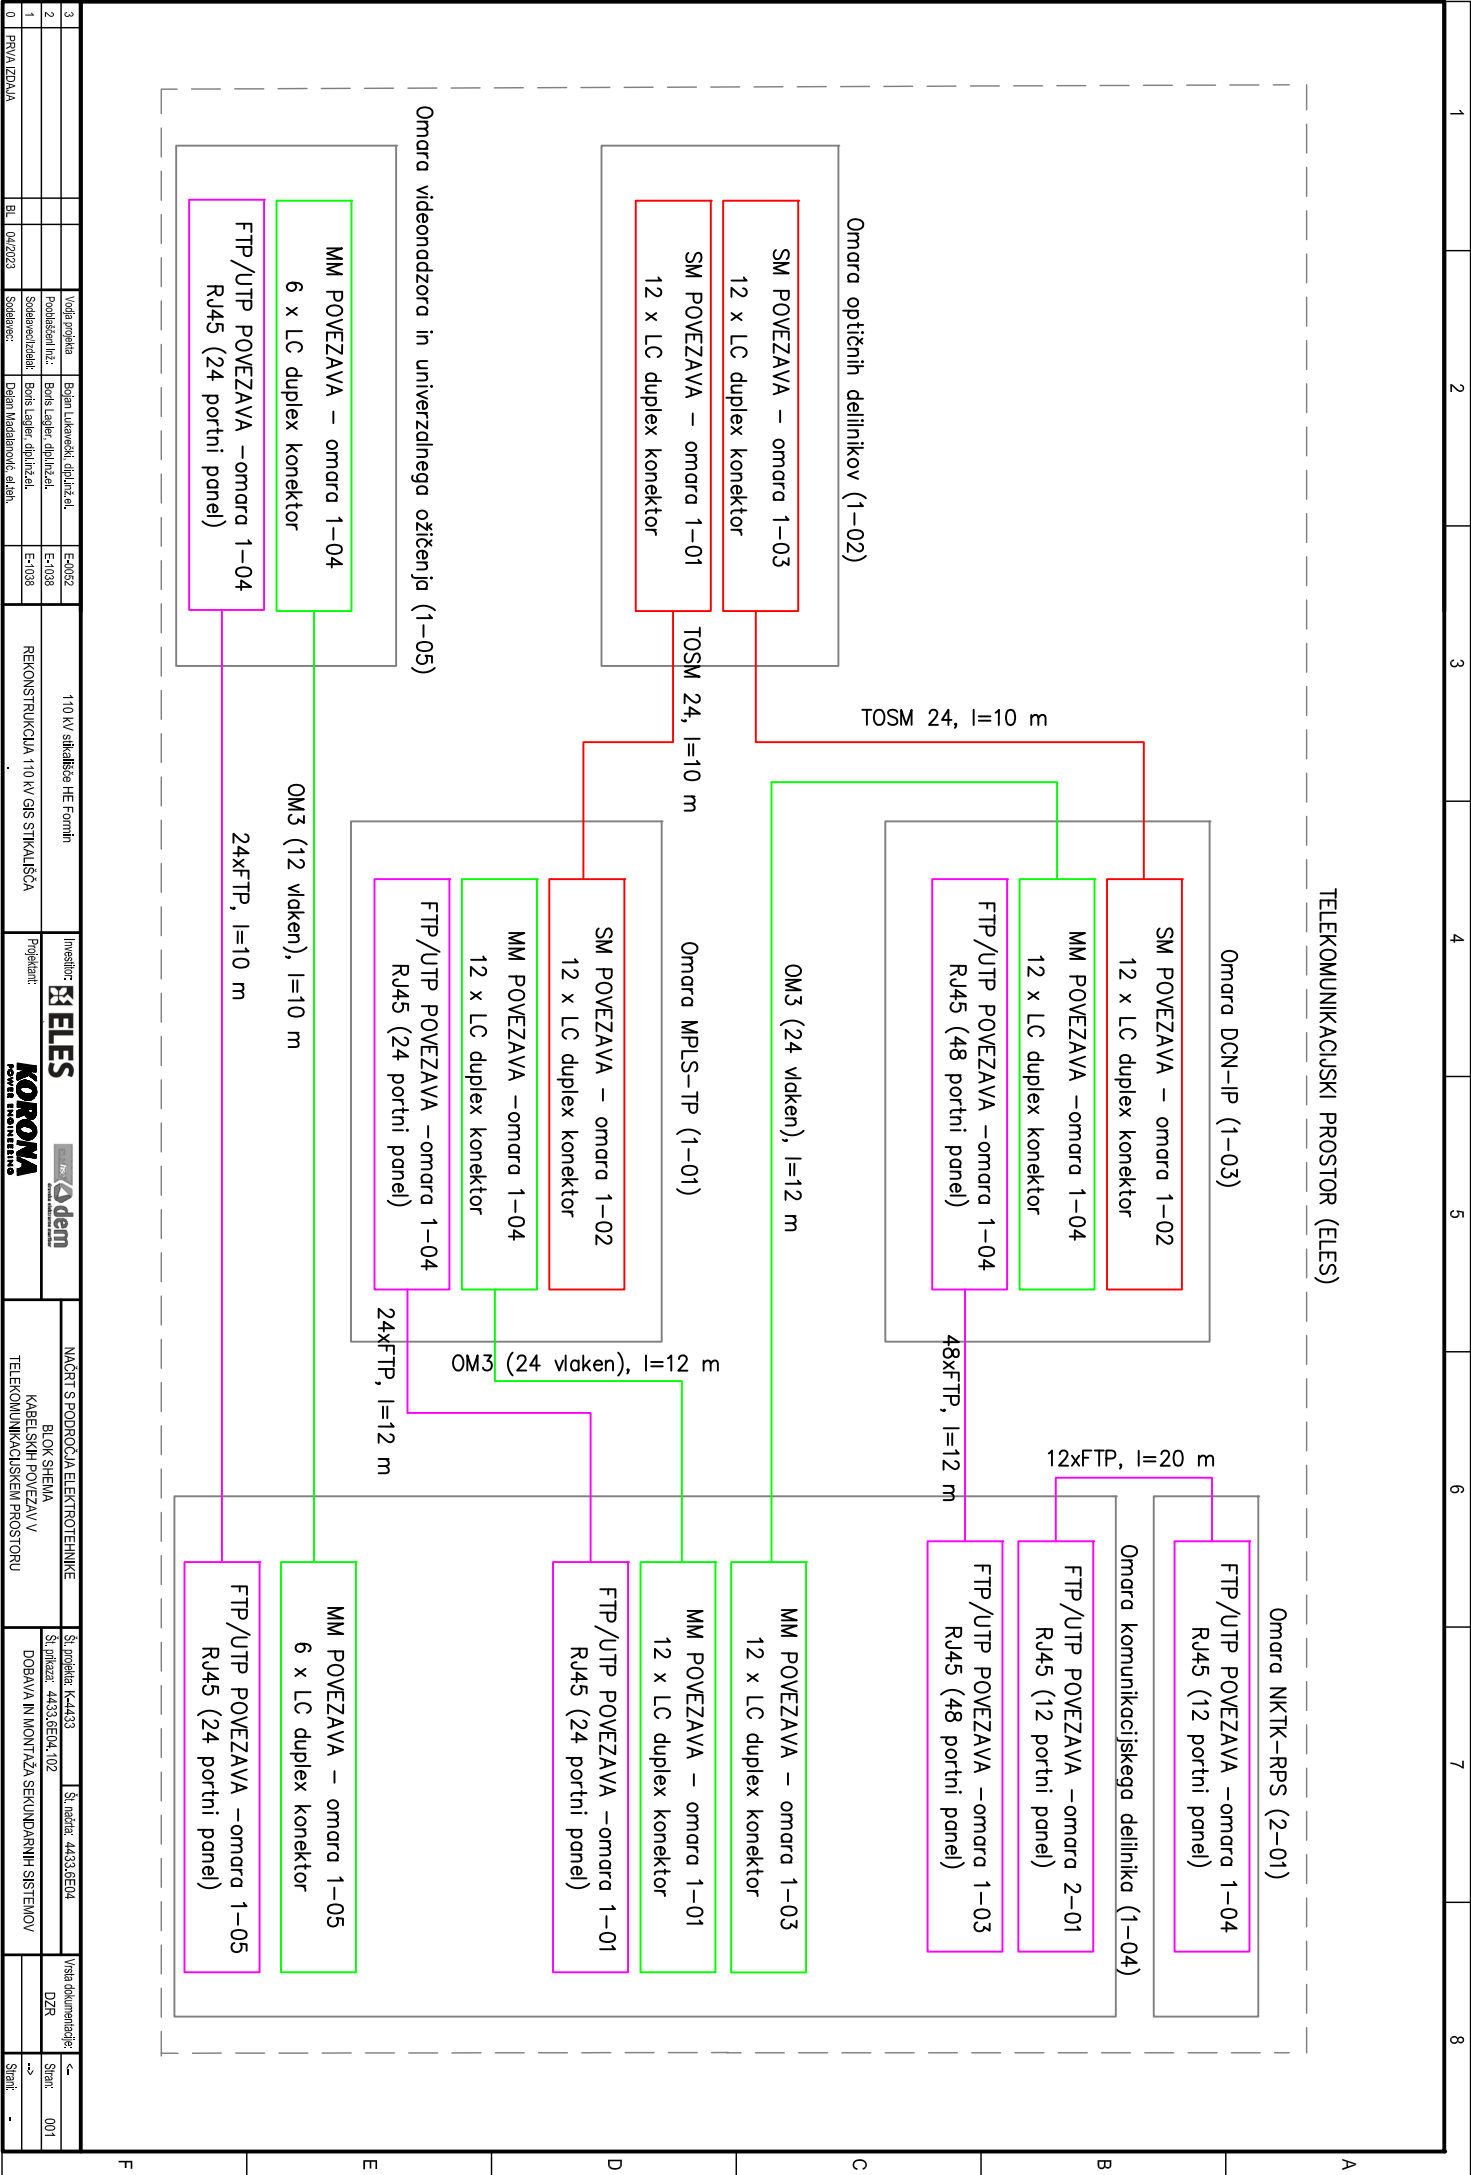 TELEKOMUNIKACIJSKI PROSTOR (ELES)
Omara optičnih delilnikov (1-02)
SM POVEZAVA - omara 1-03
12 x LC duplex konektor
SM POVEZAVA - omara 1-01
12 x LC duplex konektor
TOSM 24, l=10 m
TOSM 24, l=10 m
Omara DCN-IP (1-03)
SM POVEZAVA - omara 1-02
12 x LC duplex konektor
MM POVEZAVA -omara 1-04
12 x LC duplex konektor
FTP/UTP POVEZAVA -omara 1-04
RJ45 (48 portni panel)
48xFTP, l=12 m
12xFTP, l=20 m
OM3 (24 vlaken), l=12 m
Omara NKTK-RPS (2-01)
FTP/UTP POVEZAVA -omara 1-04
RJ45 (12 portni panel)
Omara komunikacijskega delilnika (1-04)
FTP/UTP POVEZAVA -omara 2-01
RJ45 (12 portni panel)
FTP/UTP POVEZAVA -omara 1-03
RJ45 (48 portni panel)
MM POVEZAVA - omara 1-03
12 x LC duplex konektor
MM POVEZAVA - omara 1-01
12 x LC duplex konektor
FTP/UTP POVEZAVA -omara 1-01
RJ45 (24 portni panel)
MM POVEZAVA - omara 1-05
6 x LC duplex konektor
FTP/UTP POVEZAVA -omara 1-05
RJ45 (24 portni panel)
Omara MPLS-TP (1-01)
SM POVEZAVA - omara 1-02
12 x LC duplex konektor
MM POVEZAVA -omara 1-04
12 x LC duplex konektor
FTP/UTP POVEZAVA -omara 1-04
RJ45 (24 portni panel)
OM3 (24 vlaken), l=12 m
24xFTP, l=12 m
Omara videonadzora in univerzalnega ožičenja (1-05)
MM POVEZAVA - omara 1-04
6 x LC duplex konektor
FTP/UTP POVEZAVA -omara 1-04
RJ45 (24 portni panel)
OM3 (12 vlaken), l=10 m
24xFTP, l=10 m
1
2
3
4
5
6
7
8
A
B
C
D
E
F
3
2
1
0 PRVA IZDAJA BL 04/2023
Vodja projekta Bojan Lukavečki, dipl.inž.el. E-0052
Pooblaščeni inž.: Boris Lagler, dipl.inž.el. E-1038
Sodelavec/izdelal: Boris Lagler, dipl.inž.el. E-1038
Sodelavec: Dejan Madjanovič, el.teh.
110 kV stikališče HE Formin
REKONSTRUKCIJA 110 kV GIS STIKALIŠČA
Investitor: ELES dem
Projektant: KORONA
POWER ENGINEERING
NAČRT S PODROČJA ELEKTROTEHNIKE
BLOK SHEMA
KABELSKIH POVEZAV V
TELEKOMUNIKACIJSKEM PROSTORU
Št. projekta: K-4433
Št. načrta: 4433.6E04
Št. prikaza: 4433.6E04.102
DOBAVA IN MONTAŽA SEKUNDARNIH SISTEMOV
Vrsta dokumentacije:
DZR
<--
Stran: 001
-->
Strani: -